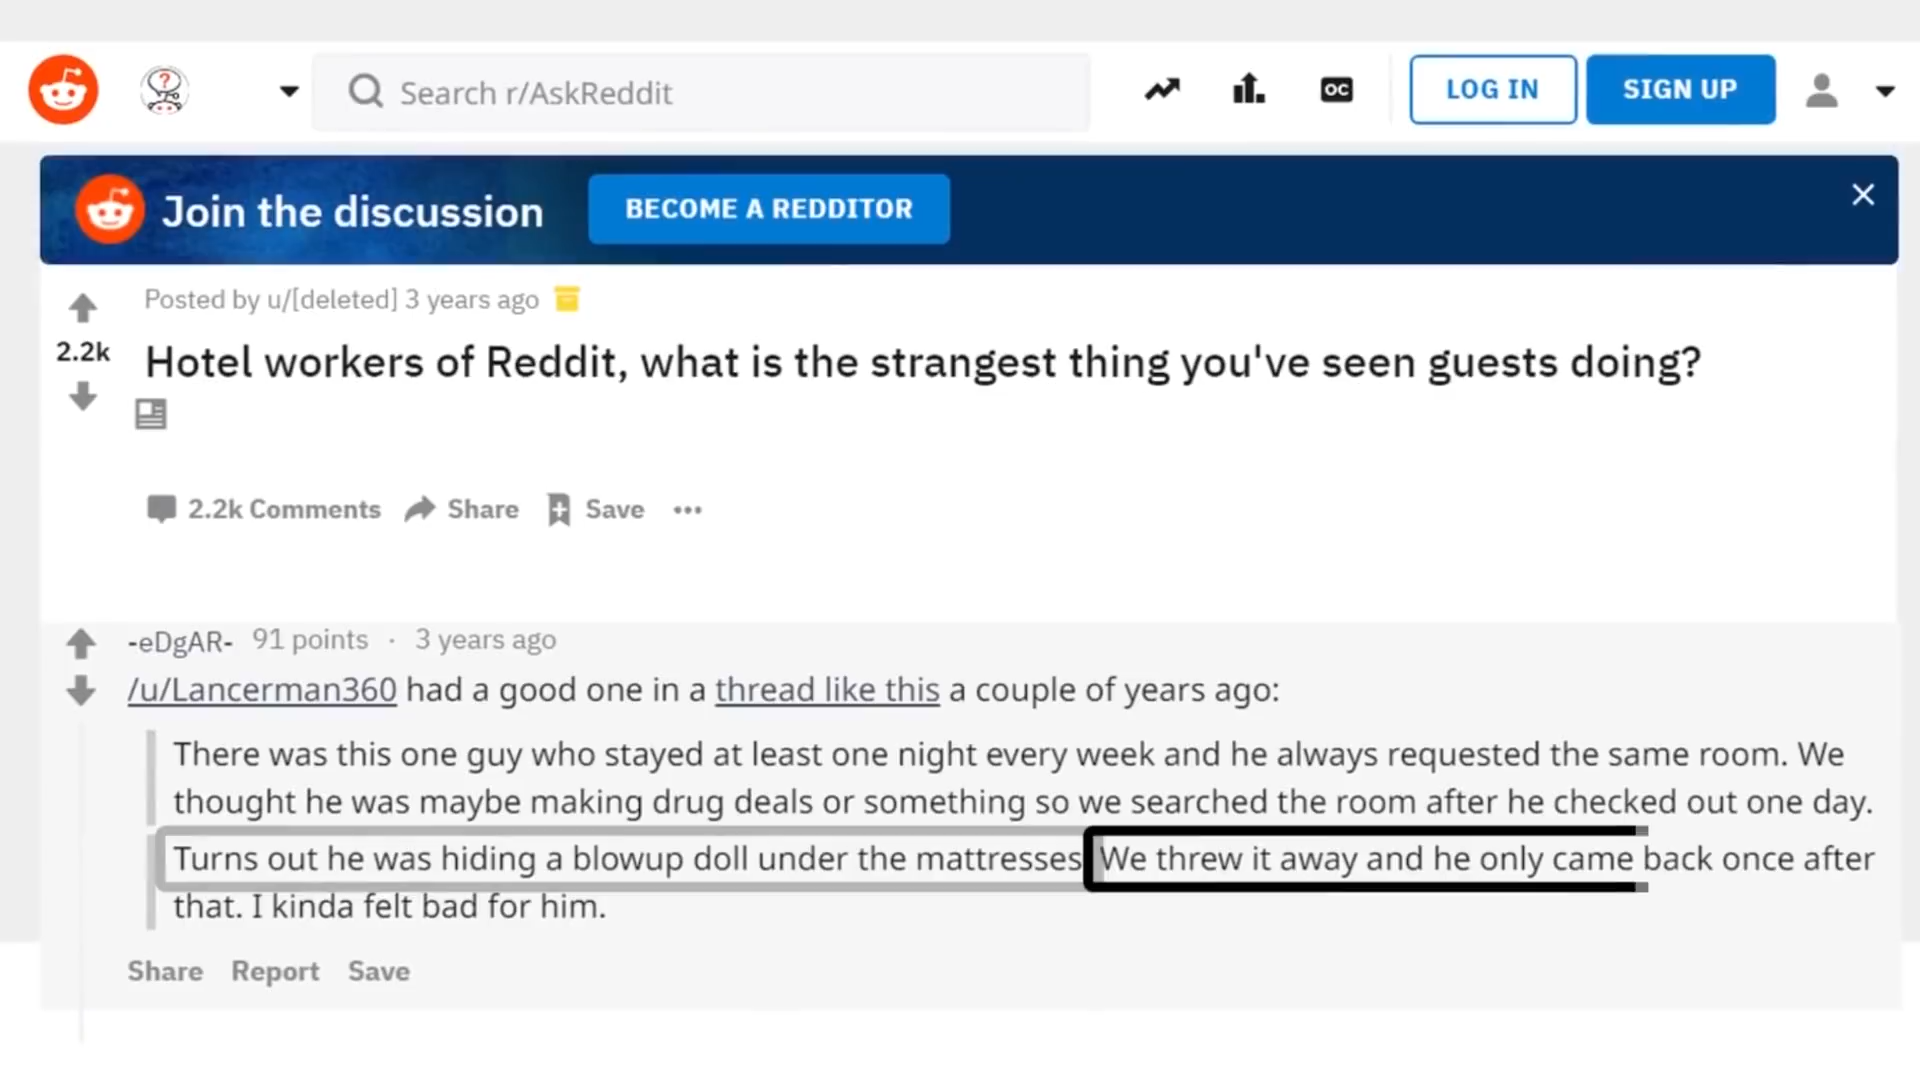 Search r/AskReddit
OC
LOG IN
SIGN UP
Join the discussion
BECOME A REDDITOR
Posted by u/[deleted] 3 years ago
2.2k
Hotel workers of Reddit, what is the strangest thing you've seen guests doing?
2.2k Comments
Share
Save
-eDgAR- 91 points · 3 years ago
/u/Lancerman360 had a good one in a thread like this a couple of years ago:
There was this one guy who stayed at least one night every week and he always requested the same room. We
thought he was maybe making drug deals or something so we searched the room after he checked out one day.
Turns out he was hiding a blowup doll under the mattresses We threw it away and he only came back once after
that. I kinda felt bad for him.
Share Report Save